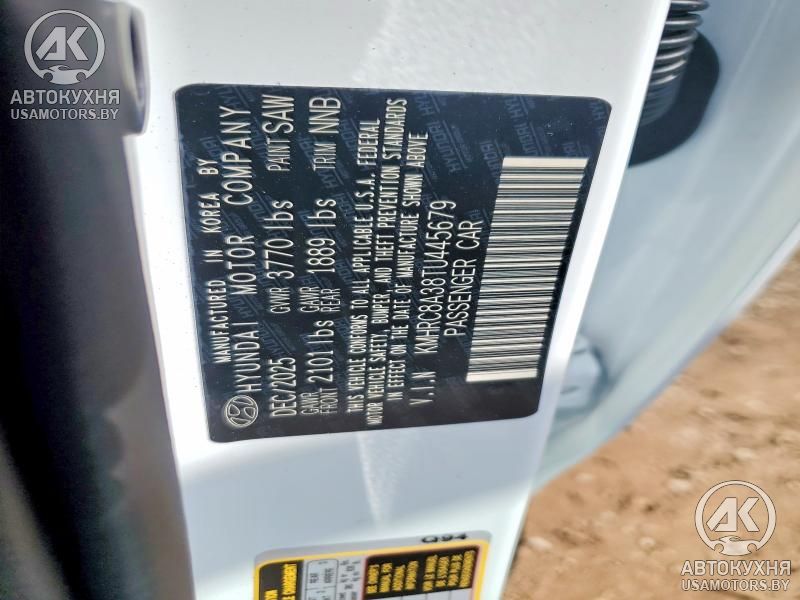 AK
АВТОКУХНЯ
USAMOTORS.BY
MANUFACTURED IN KOREA BY
HYUNDAI MOTOR COMPANY
DEC/2025 GVWR 3770 lbs PAINT SAW
GAWR FRONT 2101 lbs GAWR REAR 1889 lbs TRIM NNB
THIS VEHICLE CONFORMS TO ALL APPLICABLE U.S.A. FEDERAL
MOTOR VEHICLE SAFETY, BUMPER, AND THEFT PREVENTION STANDARDS
IN EFFECT ON THE DATE OF MANUFACTURE SHOWN ABOVE
V.I.N KMHRC8A38TU445679
PASSENGER CAR
Q94
AK
АВТОКУХНЯ
USAMOTORS.BY